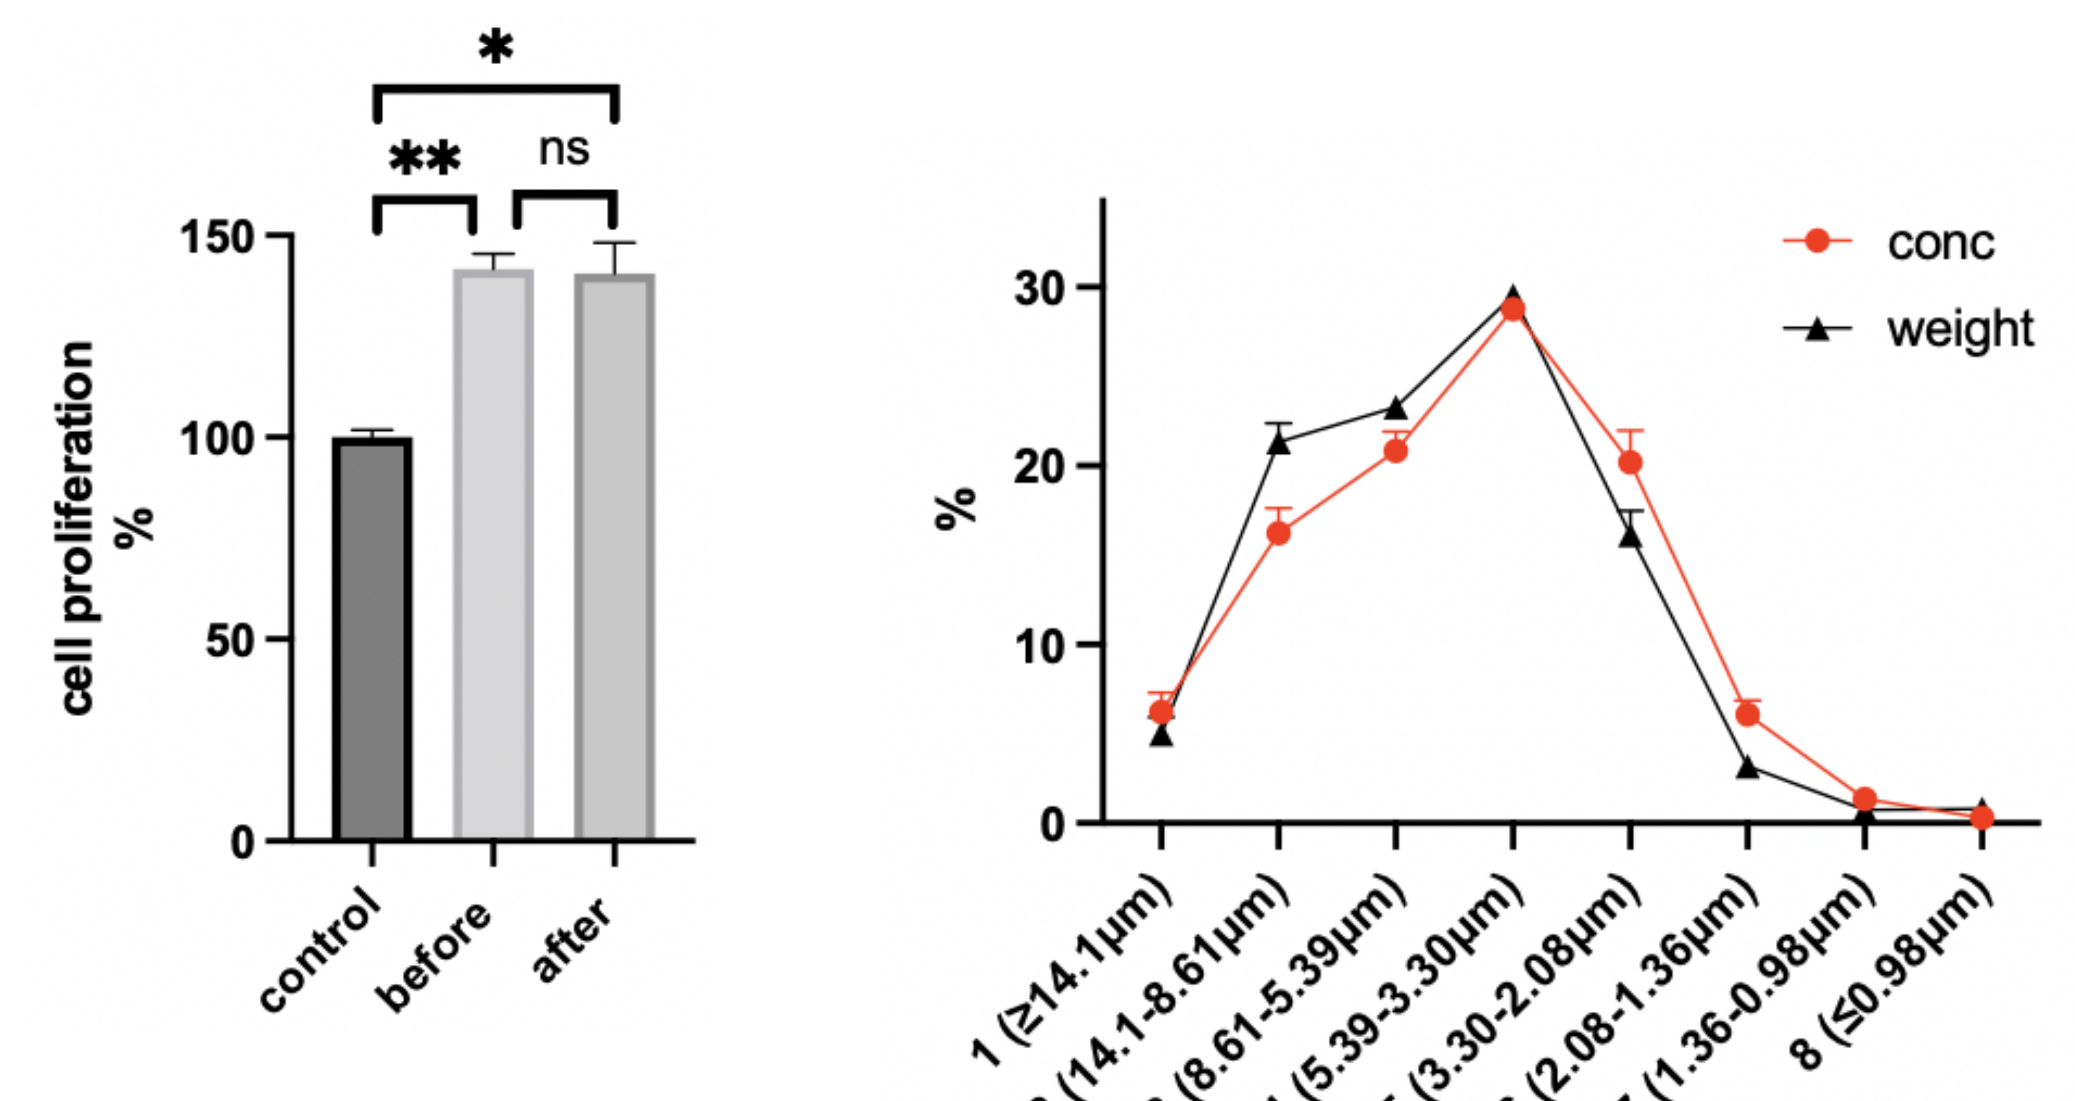 *
**
ns
150
100
50
0
cell proliferation
%
control
before
after
conc
weight
30
20
10
0
%
1 (≥14.1μm)
(14.1-8.61μm)
(8.61-5.39μm)
(5.39-3.30μm)
(3.30-2.08μm)
(2.08-1.36μm)
(1.36-0.98μm)
8 (≤0.98μm)